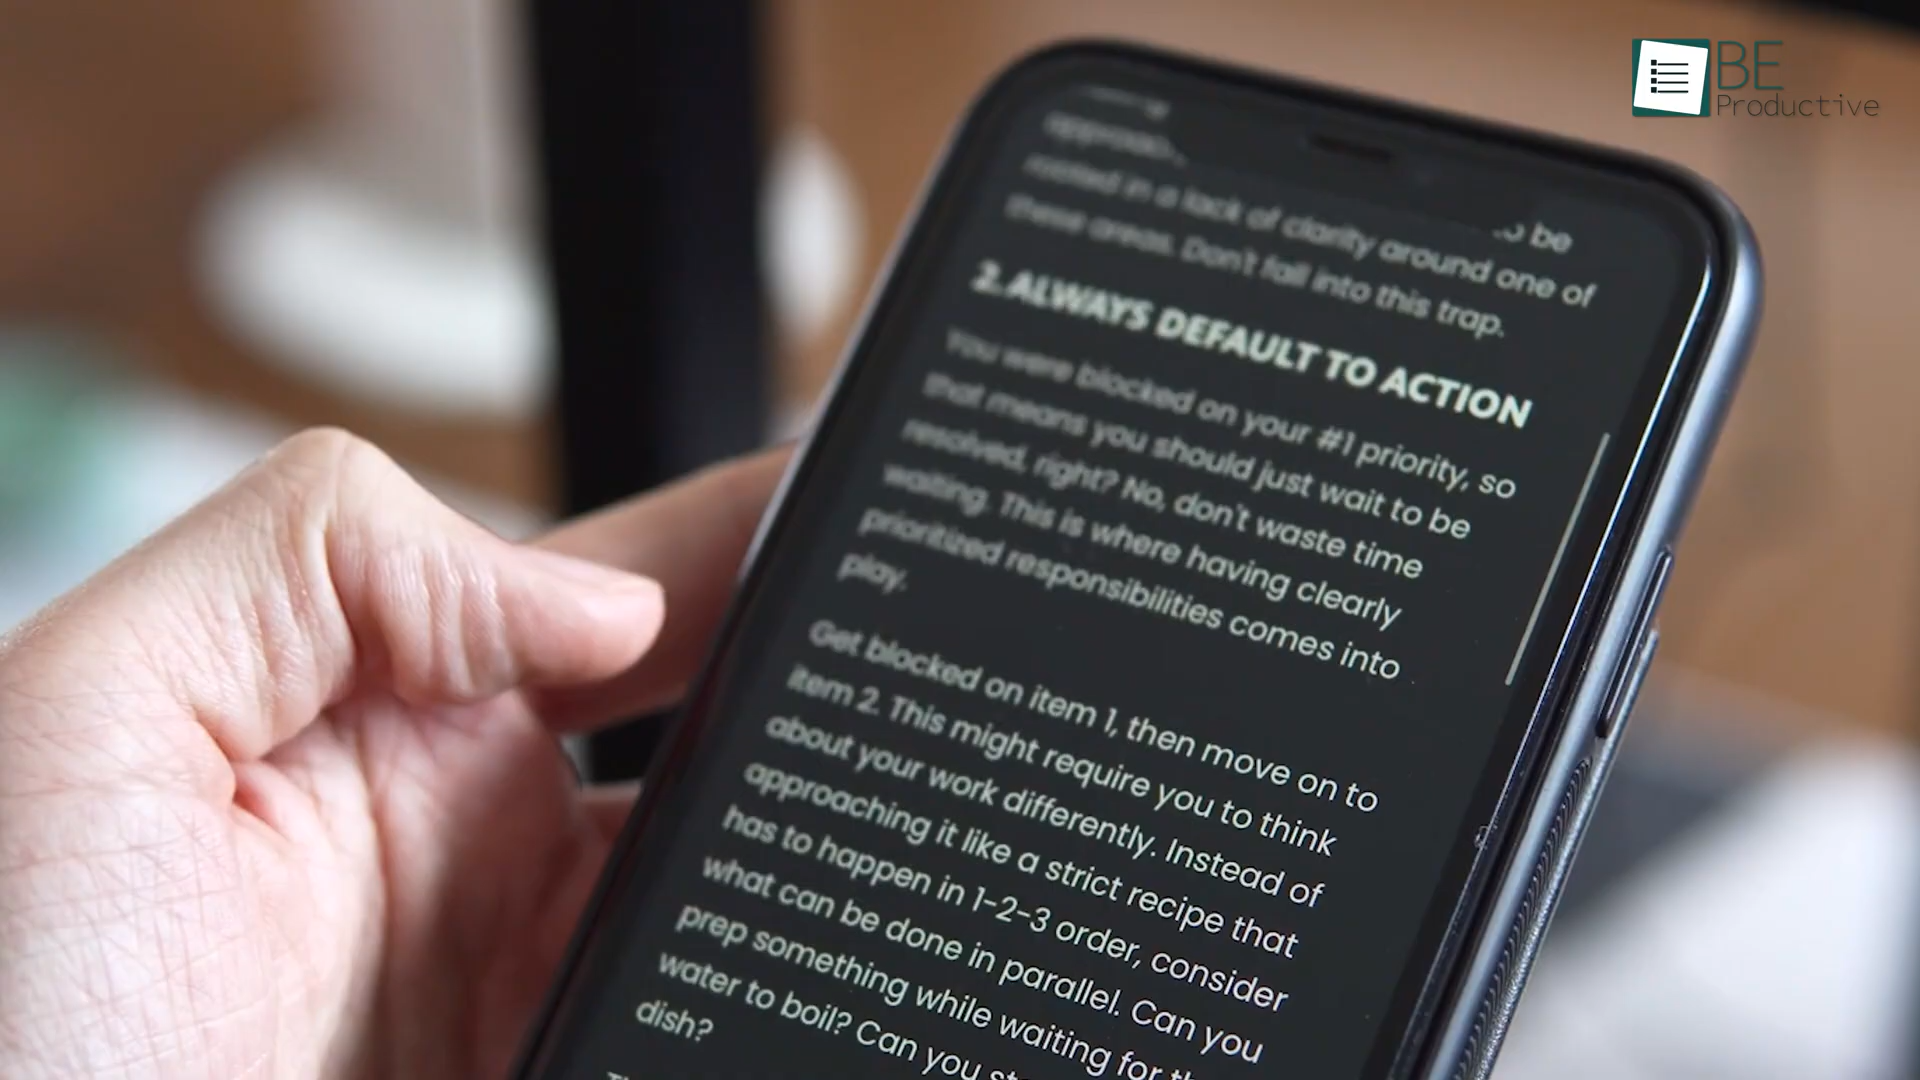 BE
Productive
approach,
to be
rooted in a lack of clarity around one of
these areas. Don't fall into this trap.
2. ALWAYS DEFAULT TO ACTION
You were blocked on your #1 priority, so
that means you should just wait to be
resolved, right? No, don't waste time
waiting. This is where having clearly
prioritized responsibilities comes into
play.
Get blocked on item 1, then move on to
item 2. This might require you to think
about your work differently. Instead of
approaching it like a strict recipe that
has to happen in 1-2-3 order, consider
what can be done in parallel. Can you
prep something while waiting for
water to boil? Can you
dish?